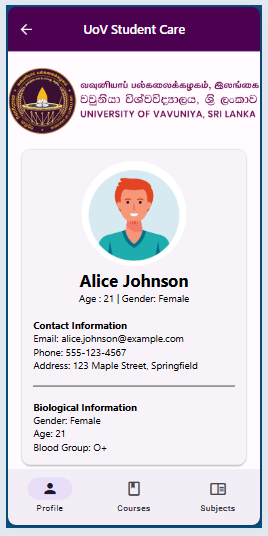 UoV Student Care
வவுனியாப் பல்கலைக்கழகம், இலங்கை
වවුනියා විශ්වවිද්‍යාලය, ශ්‍රී ලංකාව
UNIVERSITY OF VAVUNIYA, SRI LANKA
Alice Johnson
Age : 21 | Gender: Female
Contact Information
Email: alice.johnson@example.com
Phone: 555-123-4567
Address: 123 Maple Street, Springfield
Biological Information
Gender: Female
Age: 21
Blood Group: O+
Profile
Courses
Subjects